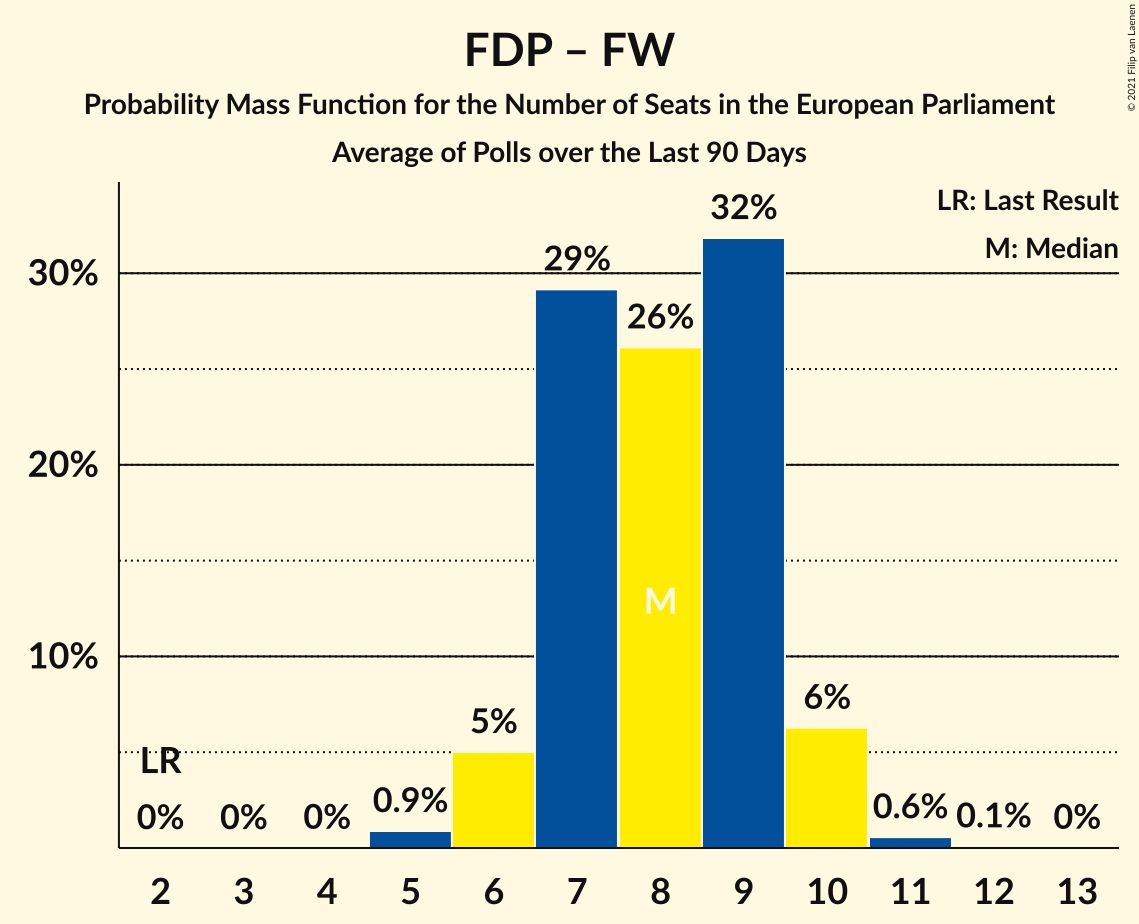 FDP – FW
Probability Mass Function for the Number of Seats in the European Parliament
Average of Polls over the Last 90 Days
© 2021 Filip van Laenen
LR: Last Result
M: Median
30%
20%
10%
LR
0%
0%
0%
0.9%
5%
29%
26%
32%
6%
0.6%
0.1%
0%
M
2 3 4 5 6 7 8 9 10 11 12 13